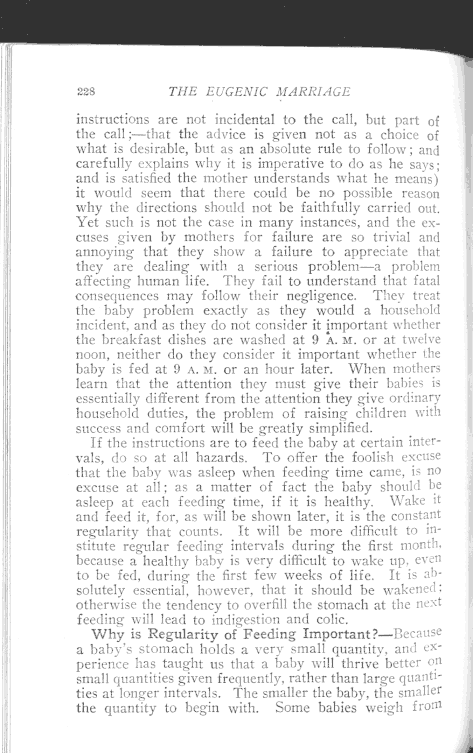 228 THE EUGENIC MARRIAGE
instructions are not incidental to the call, but part of
the call;—that the advice is given not as a choice of
what is desirable, but as an absolute rule to follow; and
carefully explains why it is imperative to do as he says;
and is satisfied the mother understands what he means)
it would seem that there could be no possible reason
why the directions should not be faithfully carried out.
Yet such is not the case in many instances, and the ex-
cuses given by mothers for failure are so trivial and
annoying that they show a failure to appreciate that
they are dealing with a serious problem—a problem
affecting human life. They fail to understand that fatal
consequences may follow their negligence. They treat
the baby problem exactly as they would a household
incident, and as they do not consider it important whether
the breakfast dishes are washed at 9 A. M. or at twelve
noon, neither do they consider it important whether the
baby is fed at 9 A. M. or an hour later. When mothers
learn that the attention they must give their babies is
essentially different from the attention they give ordinary
household duties, the problem of raising children with
success and comfort will be greatly simplified.
If the instructions are to feed the baby at certain inter-
vals, do so at all hazards. To offer the foolish excuse
that the baby was asleep when feeding time came, is no
excuse at all; as a matter of fact the baby should be
asleep at each feeding time, if it is healthy. Wake it
and feed it, for, as will be shown later, it is the constant
regularity that counts. It will be more difficult to in-
stitute regular feeding intervals during the first month,
because a healthy baby is very difficult to wake up, even
to be fed, during the first few weeks of life. It is ab-
solutely essential, however, that it should be wakened;
otherwise the tendency to overfill the stomach at the next
feeding will lead to indigestion and colic.
Why is Regularity of Feeding Important?—Because
a baby's stomach holds a very small quantity, and ex-
perience has taught us that a baby will thrive better on
small quantities given frequently, rather than large quanti-
ties at longer intervals. The smaller the baby, the smaller
the quantity to begin with. Some babies weigh from